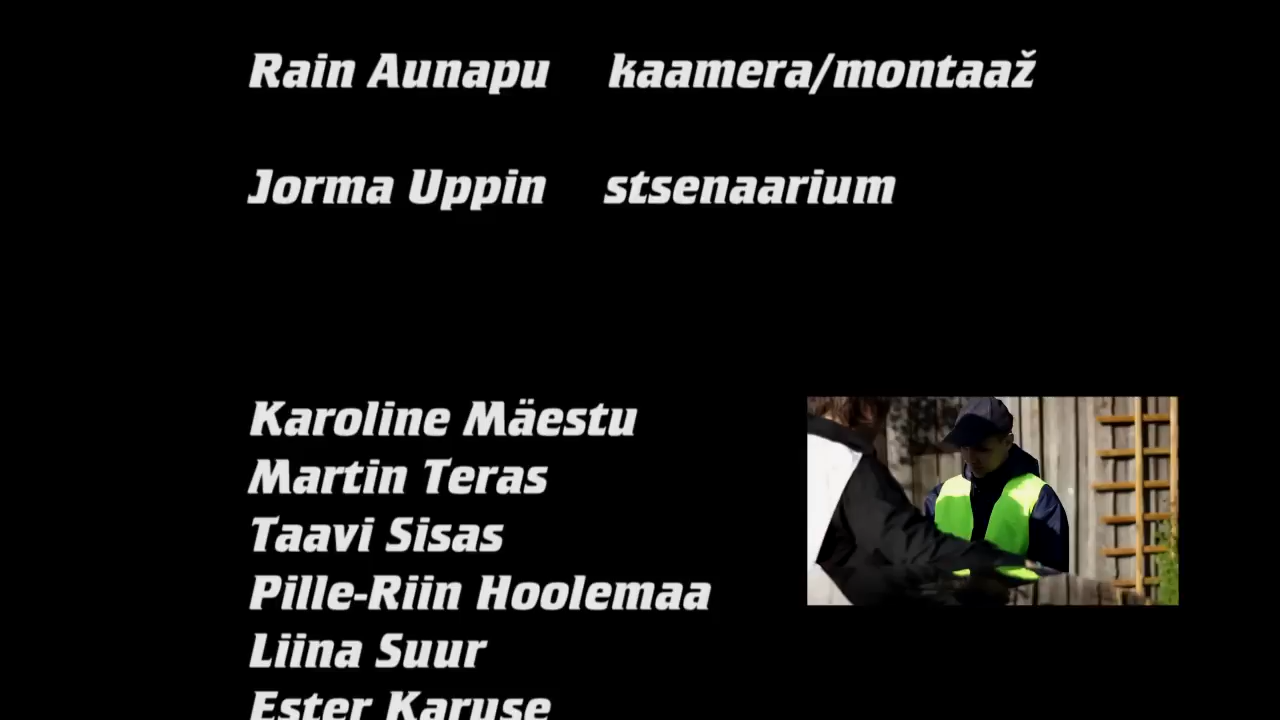 Rain Aunapu kaamera/montaaž
Jorma Uppin stsenaarium
Karoline Mäestu
Martin Teras
Taavi Sisas
Pille-Riin Hoolemaa
Liina Suur
Ester Karuse